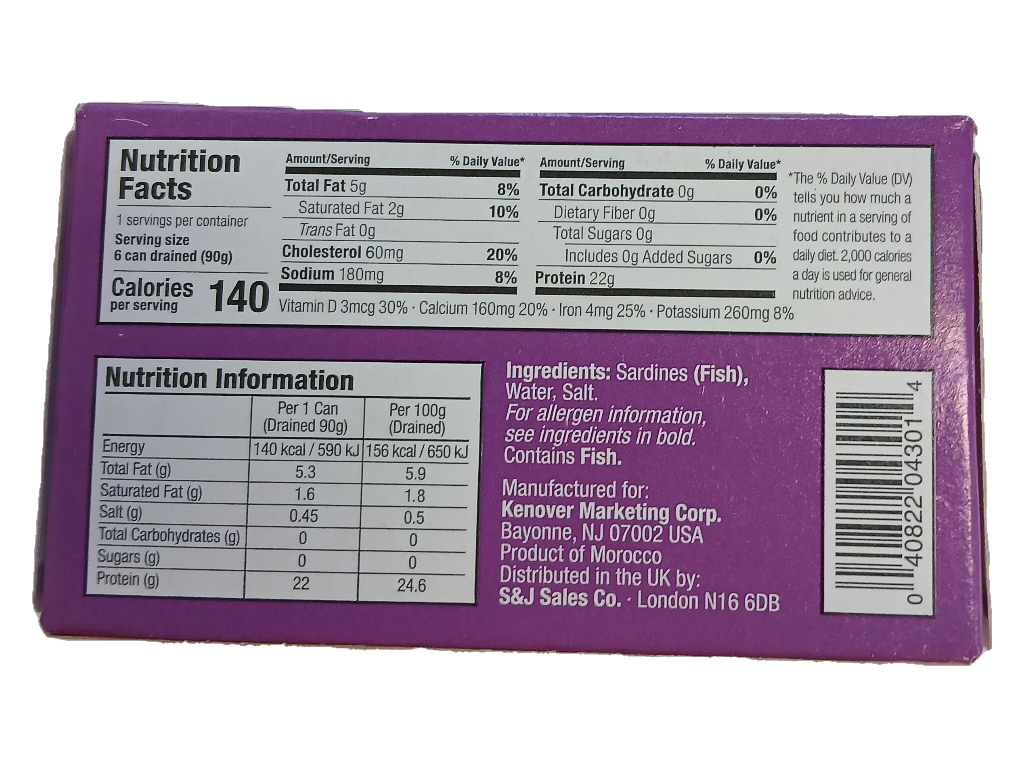 Nutrition
Facts
1 servings per container
Serving size
6 can drained (90g)
Calories 140
per serving
Amount/Serving % Daily Value*
Total Fat 5g 8%
Saturated Fat 2g 10%
Trans Fat 0g
Cholesterol 60mg 20%
Sodium 180mg 8%
Amount/Serving % Daily Value*
Total Carbohydrate 0g 0%
Dietary Fiber 0g 0%
Total Sugars 0g
Includes 0g Added Sugars 0%
Protein 22g
Vitamin D 3mcg 30% · Calcium 160mg 20% · Iron 4mg 25% · Potassium 260mg 8%
*The % Daily Value (DV)
tells you how much a
nutrient in a serving of
food contributes to a
daily diet. 2,000 calories
a day is used for general
nutrition advice.
Nutrition Information
Per 1 Can Per 100g
(Drained 90g) (Drained)
Energy 140 kcal / 590 kJ 156 kcal / 650 kJ
Total Fat (g) 5.3 5.9
Saturated Fat (g) 1.6 1.8
Salt (g) 0.45 0.5
Total Carbohydrates (g) 0 0
Sugars (g) 0 0
Protein (g) 22 24.6
Ingredients: Sardines (Fish),
Water, Salt.
For allergen information,
see ingredients in bold.
Contains Fish.
Manufactured for:
Kenover Marketing Corp.
Bayonne, NJ 07002 USA
Product of Morocco
Distributed in the UK by:
S&J Sales Co. · London N16 6DB
0 40822 04301 4